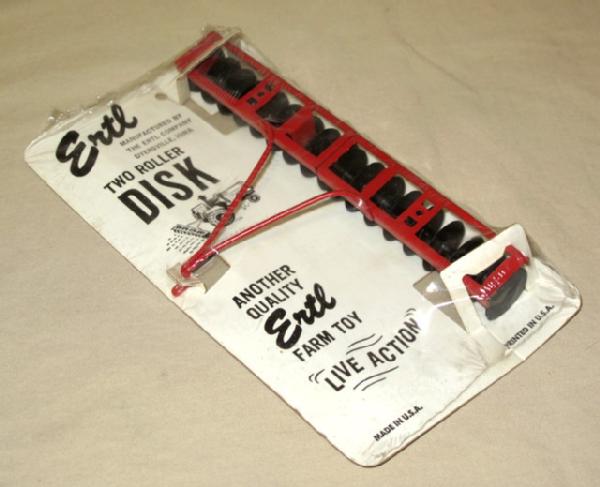 Ertl
MANUFACTURED BY
THE ERTL COMPANY
DYERSVILLE, IOWA
TWO ROLLER
DISK
ANOTHER
QUALITY
Ertl
FARM TOY
"LIVE ACTION"
MADE IN U.S.A.
PRINTED IN U.S.A.